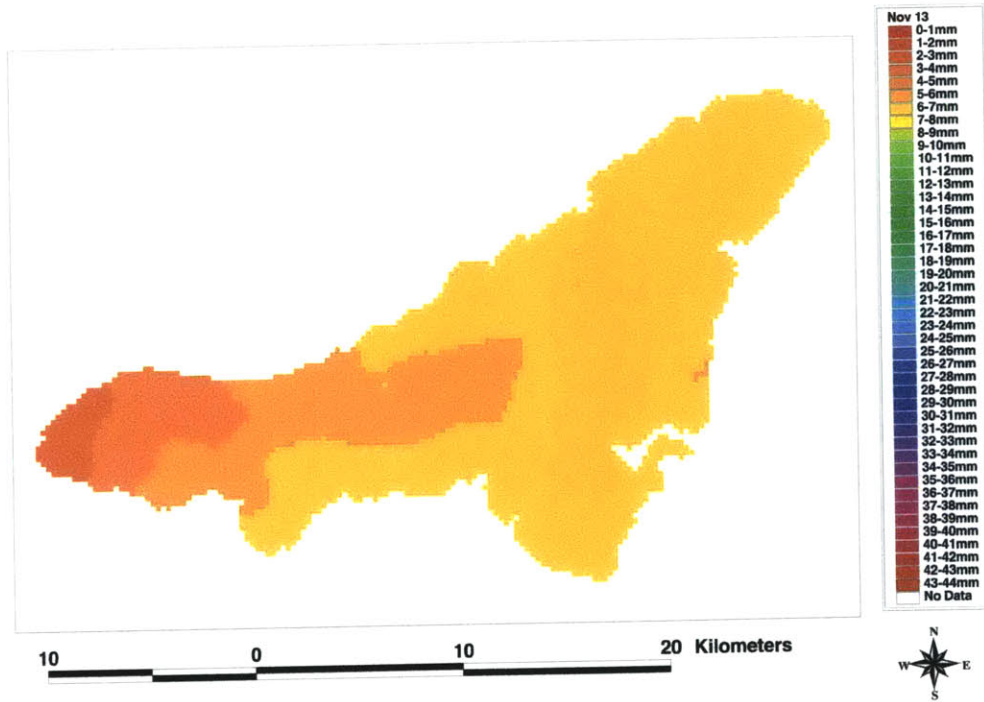 Nov 13
0-1mm
1-2mm
2-3mm
3-4mm
4-5mm
5-6mm
6-7mm
7-8mm
8-9mm
9-10mm
10-11mm
11-12mm
12-13mm
13-14mm
14-15mm
15-16mm
16-17mm
17-18mm
18-19mm
19-20mm
20-21mm
21-22mm
22-23mm
23-24mm
24-25mm
25-26mm
26-27mm
27-28mm
28-29mm
29-30mm
30-31mm
31-32mm
32-33mm
33-34mm
34-35mm
35-36mm
36-37mm
37-38mm
38-39mm
39-40mm
40-41mm
41-42mm
42-43mm
43-44mm
No Data
10 0 10 20 Kilometers
N
W E
S